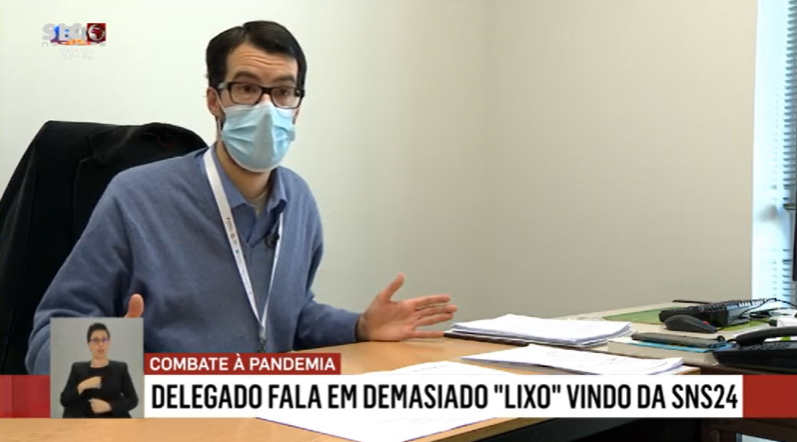 COMBATE À PANDEMIA
DELEGADO FALA EM DEMASIADO "LIXO" VINDO DA SNS24